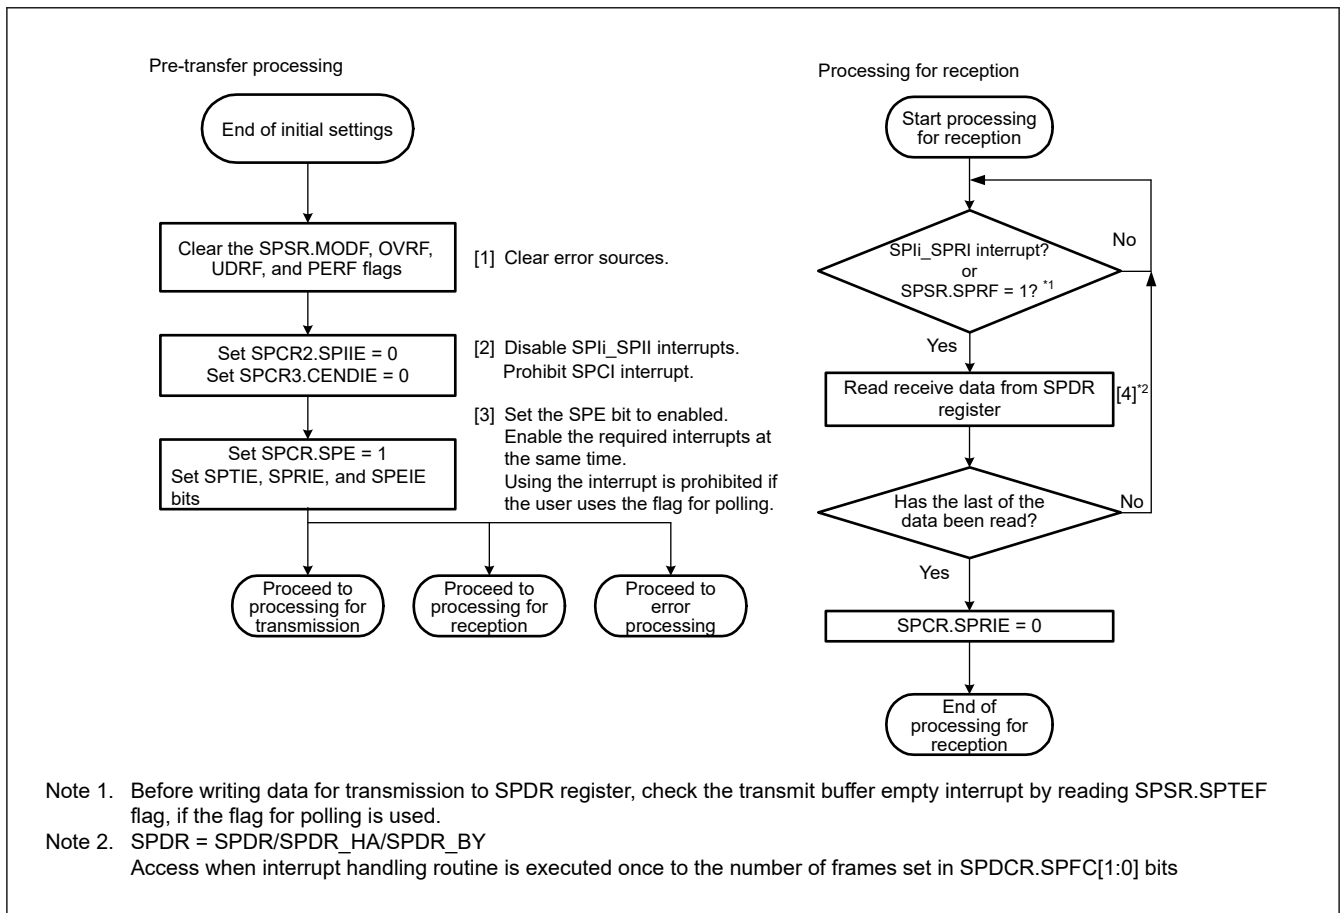 Pre-transfer processing
End of initial settings
Clear the SPSR.MODF, OVRF,
UDRF, and PERF flags
[1] Clear error sources.
Set SPCR2.SPIIE = 0
Set SPCR3.CENDIE = 0
[2] Disable SPIi_SPII interrupts.
Prohibit SPCI interrupt.
Set SPCR.SPE = 1
Set SPTIE, SPRIE, and SPEIE
bits
[3] Set the SPE bit to enabled.
Enable the required interrupts at
the same time.
Using the interrupt is prohibited if
the user uses the flag for polling.
Proceed to
processing for
transmission
Proceed to
processing for
reception
Proceed to
error
processing
Processing for reception
Start processing
for reception
SPIi_SPRI interrupt?
or
SPSR.SPRF = 1? *1
No
Yes
Read receive data from SPDR
register
[4]*2
Has the last of the
data been read?
No
Yes
SPCR.SPRIE = 0
End of
processing for
reception
Note 1. Before writing data for transmission to SPDR register, check the transmit buffer empty interrupt by reading SPSR.SPTEF
flag, if the flag for polling is used.
Note 2. SPDR = SPDR/SPDR_HA/SPDR_BY
Access when interrupt handling routine is executed once to the number of frames set in SPDCR.SPFC[1:0] bits